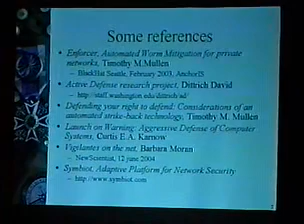 Some references
• Enforcer, Automated Worm Mitigation for private
networks, Timothy M.Mullen
– BlackHat Seattle, February 2003, AnchorIS
• Active Defense research project, Dittrich David
– http://staff.washington.edu/dittrich/ad/
• Defending your right to defend: Considerations of an
automated strike-back technology, Timothy M. Mullen
• Launch on Warning: Aggressive Defense of Computer
Systems, Curtis E.A. Karnow
• Vigilantes on the net, Barbara Moran
– NewScientist, 12 june 2004
• Symbiot, Adaptive Platform for Network Security
– http://www.symbiot.com